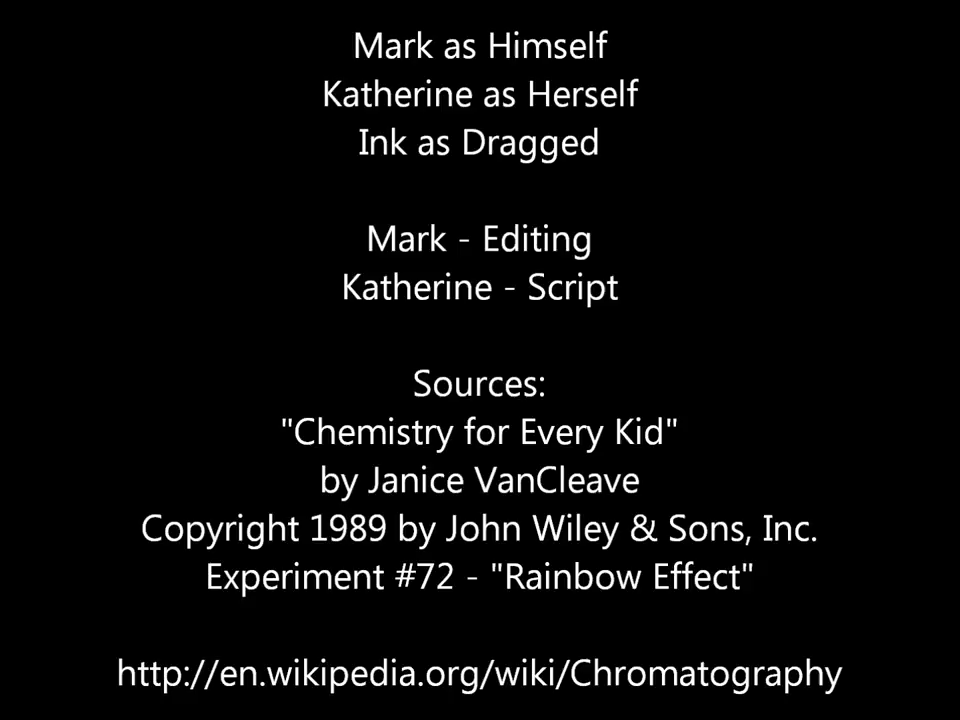 Mark as Himself
Katherine as Herself
Ink as Dragged
Mark - Editing
Katherine - Script
Sources:
"Chemistry for Every Kid"
by Janice VanCleave
Copyright 1989 by John Wiley & Sons, Inc.
Experiment #72 - "Rainbow Effect"
http://en.wikipedia.org/wiki/Chromatography